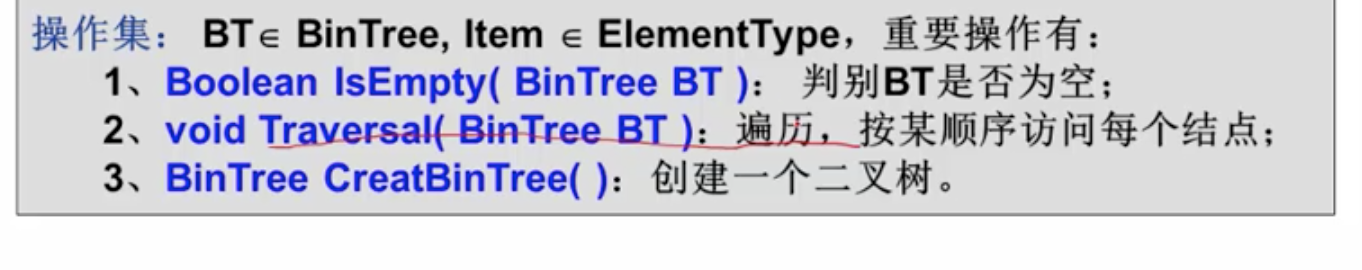 操作集： BT∈ BinTree, Item ∈ ElementType，重要操作有：
1、Boolean IsEmpty( BinTree BT )： 判别BT是否为空；
2、void Traversal( BinTree BT )：遍历，按某顺序访问每个结点；
3、BinTree CreatBinTree( )：创建一个二叉树。